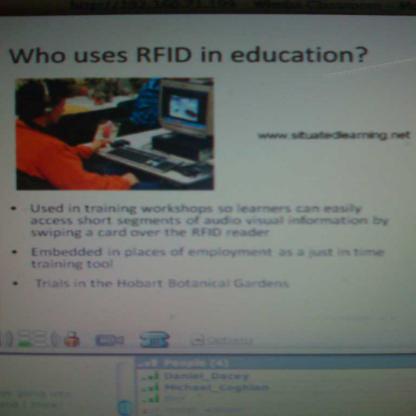 Who uses RFID in education?
www.situatedlearning.net
• Used in training workshops so learners can easily
access short segments of audio visual information by
swiping a card over the RFID reader
• Embedded in places of employment as a just in time
training tool
• Trials in the Hobart Botanical Gardens
Options
People (4)
Daniel_Dacey
Michael_Coghlan